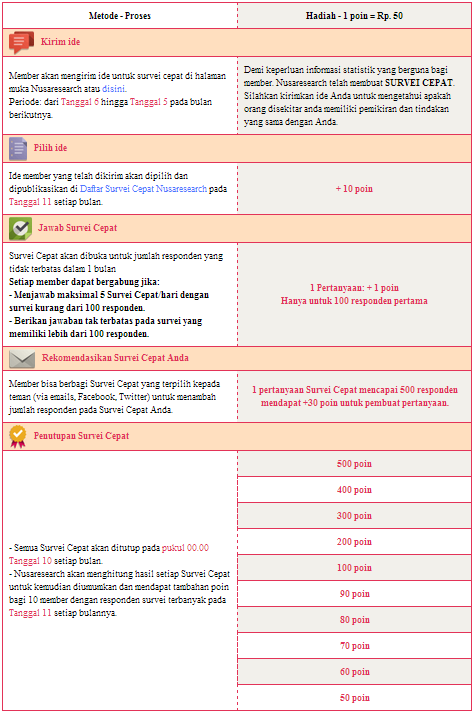 Metode - Proses
Hadiah - 1 poin = Rp. 50
Kirim ide
Member akan mengirim ide untuk survei cepat di halaman
muka Nusaresearch atau disini.
Periode: dari Tanggal 6 hingga Tanggal 5 pada bulan
berikutnya.
Demi keperluan informasi statistik yang berguna bagi
member. Nusaresearch telah membuat SURVEI CEPAT.
Silahkan kirimkan ide Anda untuk mengetahui apakah
orang disekitar anda memiliki pemikiran dan tindakan
yang sama dengan Anda.
Pilih ide
Ide member yang telah dikirim akan dipilih dan
dipublikasikan di Daftar Survei Cepat Nusaresearch pada
Tanggal 11 setiap bulan.
+ 10 poin
Jawab Survei Cepat
Survei Cepat akan dibuka untuk jumlah responden yang
tidak terbatas dalam 1 bulan
Setiap member dapat bergabung jika:
- Menjawab maksimal 5 Survei Cepat/hari dengan
survei kurang dari 100 responden.
- Berikan jawaban tak terbatas pada survei yang
memiliki lebih dari 100 responden.
1 Pertanyaan: + 1 poin
Hanya untuk 100 responden pertama
Rekomendasikan Survei Cepat Anda
Member bisa berbagi Survei Cepat yang terpilih kepada
teman (via emails, Facebook, Twitter) untuk menambah
jumlah responden pada Survei Cepat Anda.
1 pertanyaan Survei Cepat mencapai 500 responden
mendapat +30 poin untuk pembuat pertanyaan.
Penutupan Survei Cepat
- Semua Survei Cepat akan ditutup pada pukul 00.00
Tanggal 10 setiap bulan.
- Nusaresearch akan menghitung hasil setiap Survei Cepat
untuk kemudian diumumkan dan mendapat tambahan poin
bagi 10 member dengan responden survei terbanyak pada
Tanggal 11 setiap bulannya.
500 poin
400 poin
300 poin
200 poin
100 poin
90 poin
80 poin
70 poin
60 poin
50 poin